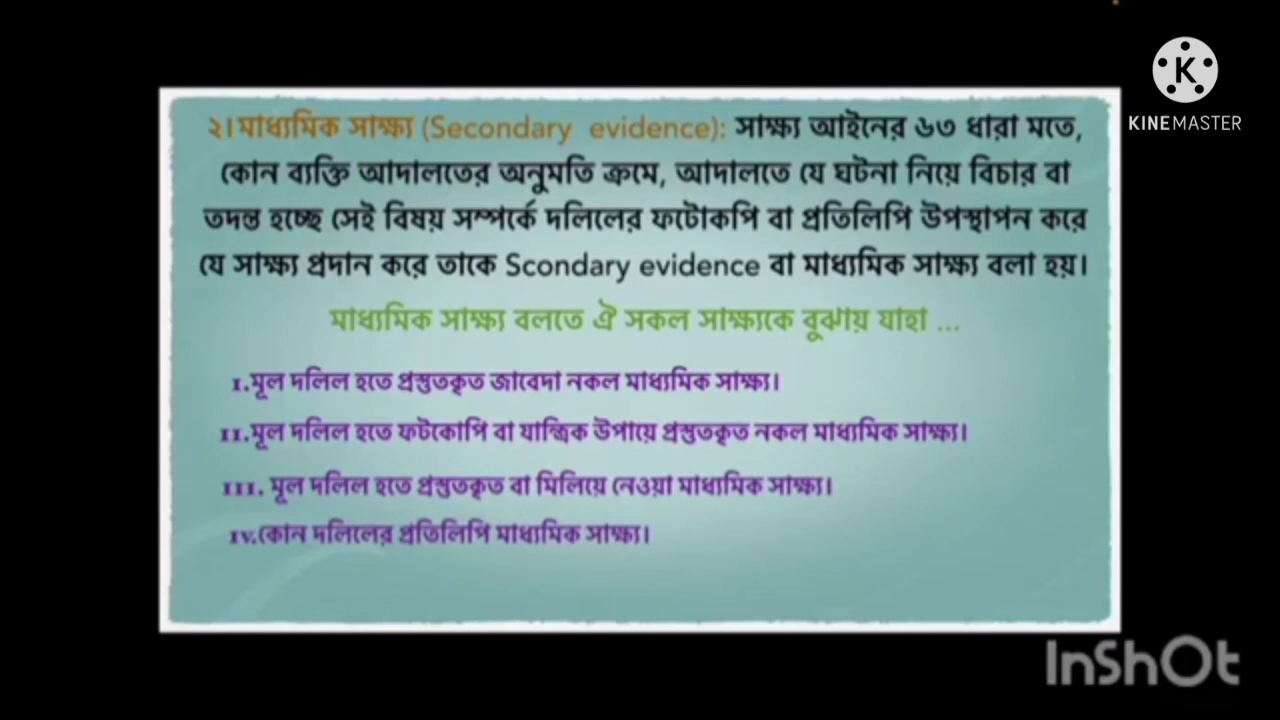 KINEMASTER
২। মাধ্যমিক সাক্ষ্য (Secondary evidence): সাক্ষ্য আইনের ৬৩ ধারা মতে,
কোন ব্যক্তি আদালতের অনুমতি ক্রমে, আদালতে যে ঘটনা নিয়ে বিচার বা
তদন্ত হচ্ছে সেই বিষয় সম্পর্কে দলিলের ফটোকপি বা প্রতিলিপি উপস্থাপন করে
যে সাক্ষ্য প্রদান করে তাকে Scondary evidence বা মাধ্যমিক সাক্ষ্য বলা হয়।
মাধ্যমিক সাক্ষ্য বলতে ঐ সকল সাক্ষ্যকে বুঝায় যাহা ...
I.মূল দলিল হতে প্রস্তুতকৃত জাবেদা নকল মাধ্যমিক সাক্ষ্য।
II.মূল দলিল হতে ফটকোপি বা যান্ত্রিক উপায়ে প্রস্তুতকৃত নকল মাধ্যমিক সাক্ষ্য।
III. মূল দলিল হতে প্রস্তুতকৃত বা মিলিয়ে নেওয়া মাধ্যমিক সাক্ষ্য।
IV.কোন দলিলের প্রতিলিপি মাধ্যমিক সাক্ষ্য।
InShOt